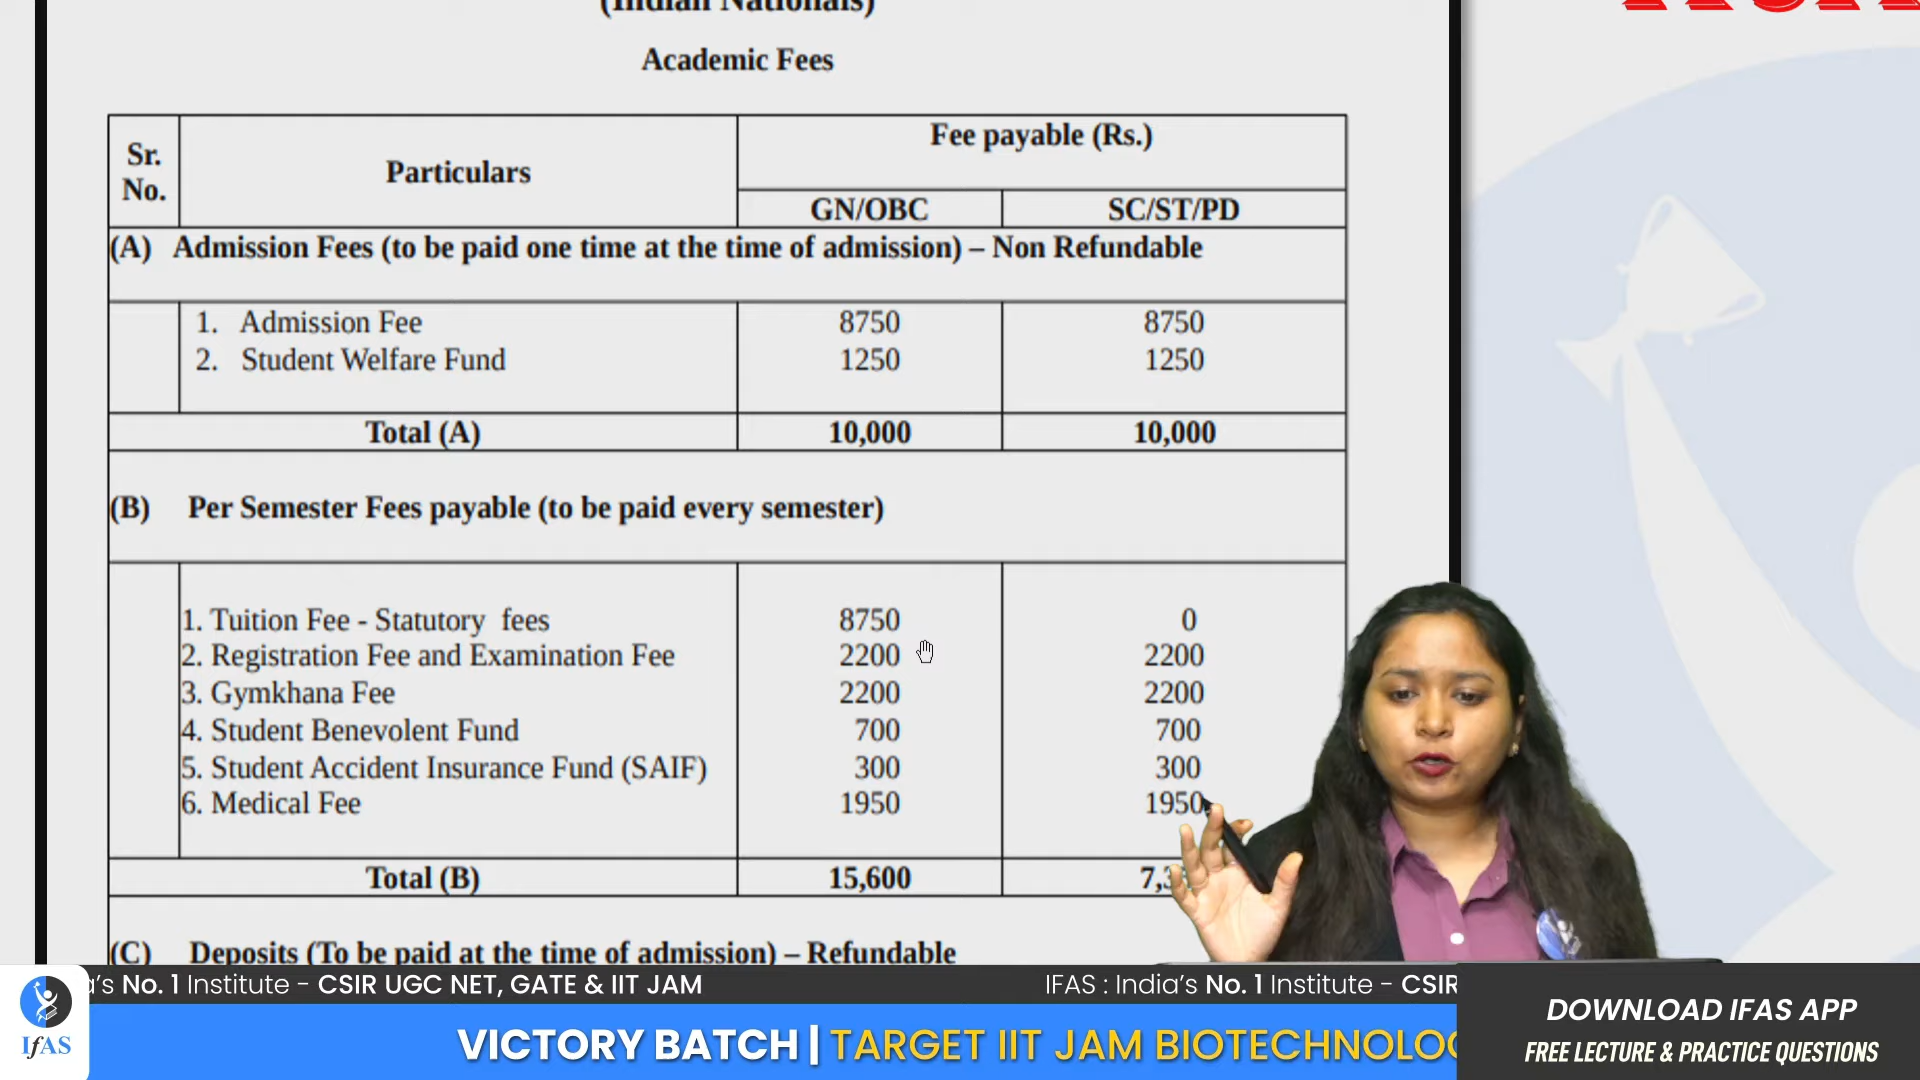 (Indian Nationals)
Academic Fees
Sr. No. Particulars Fee payable (Rs.)
GN/OBC SC/ST/PD
(A) Admission Fees (to be paid one time at the time of admission) – Non Refundable
1. Admission Fee 8750 8750
2. Student Welfare Fund 1250 1250
Total (A) 10,000 10,000
(B) Per Semester Fees payable (to be paid every semester)
1. Tuition Fee - Statutory fees 8750 0
2. Registration Fee and Examination Fee 2200 2200
3. Gymkhana Fee 2200 2200
4. Student Benevolent Fund 700 700
5. Student Accident Insurance Fund (SAIF) 300 300
6. Medical Fee 1950 1950
Total (B) 15,600
(C) Deposits (To be paid at the time of admission) – Refundable
's No. 1 Institute - CSIR UGC NET, GATE & IIT JAM IFAS : India's No. 1 Institute - CSIR
VICTORY BATCH | TARGET IIT JAM BIOTECHNOLO
DOWNLOAD IFAS APP
FREE LECTURE & PRACTICE QUESTIONS
IfAS